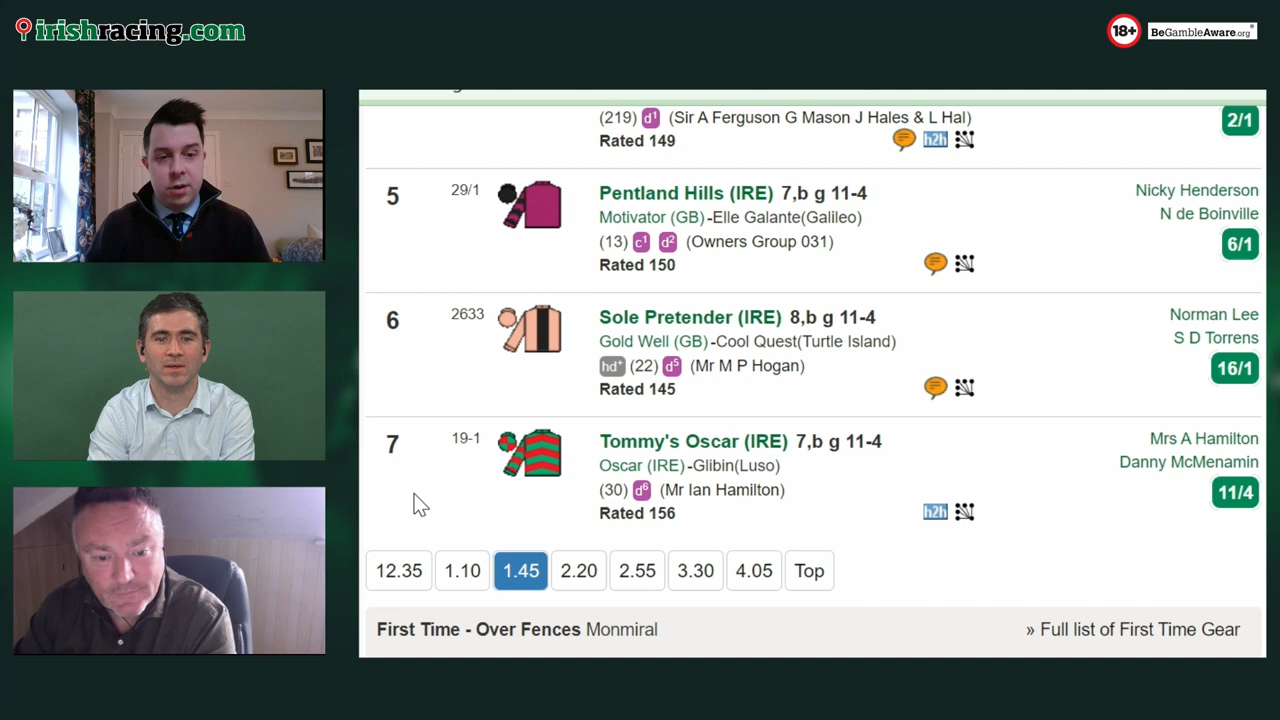 irishracing.com
18+
BeGambleAware.org®
(219) d¹ (Sir A Ferguson G Mason J Hales & L Hal)
2/1
Rated 149
h2h
5
29/1
Pentland Hills (IRE) 7,b g 11-4
Nicky Henderson
Motivator (GB)-Elle Galante(Galileo)
N de Boinville
(13) c¹ d² (Owners Group 031)
6/1
Rated 150
6
2633
Sole Pretender (IRE) 8,b g 11-4
Norman Lee
Gold Well (GB)-Cool Quest(Turtle Island)
S D Torrens
hd⁺ (22) d⁵ (Mr M P Hogan)
16/1
Rated 145
7
19-1
Tommy's Oscar (IRE) 7,b g 11-4
Mrs A Hamilton
Oscar (IRE)-Glibin(Luso)
Danny McMenamin
(30) d⁶ (Mr Ian Hamilton)
11/4
Rated 156
h2h
12.35 1.10 1.45 2.20 2.55 3.30 4.05 Top
First Time - Over Fences Monmiral
» Full list of First Time Gear